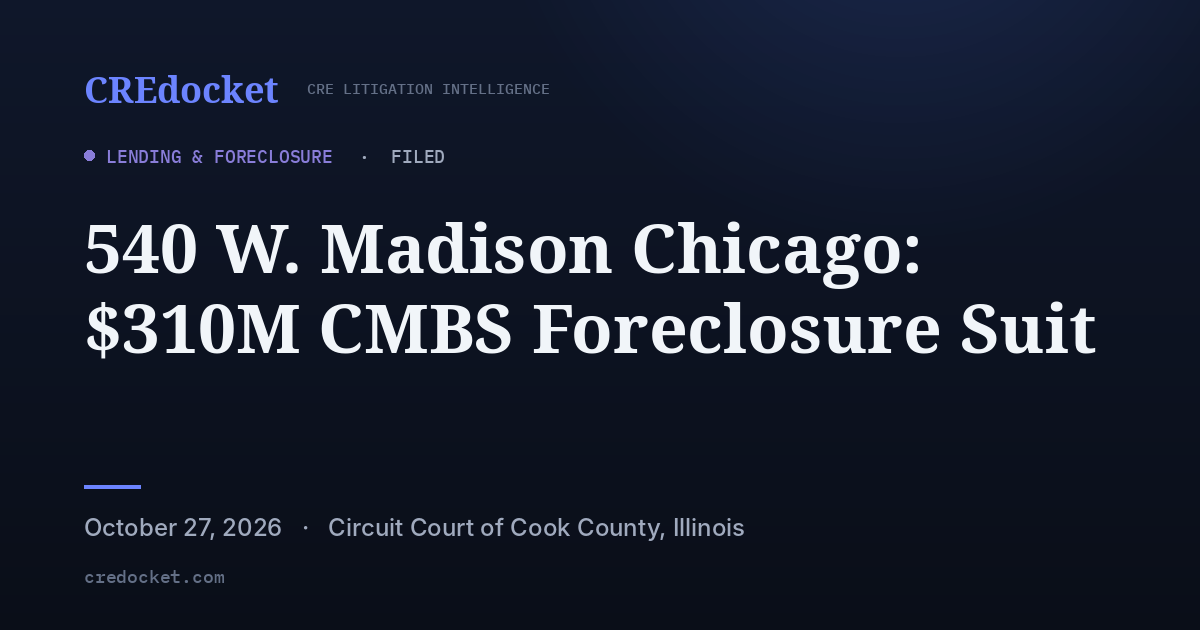 CREdocket CRE LITIGATION INTELLIGENCE
LENDING & FORECLOSURE · FILED
540 W. Madison Chicago:
$310M CMBS Foreclosure Suit
October 27, 2026 · Circuit Court of Cook County, Illinois
credocket.com